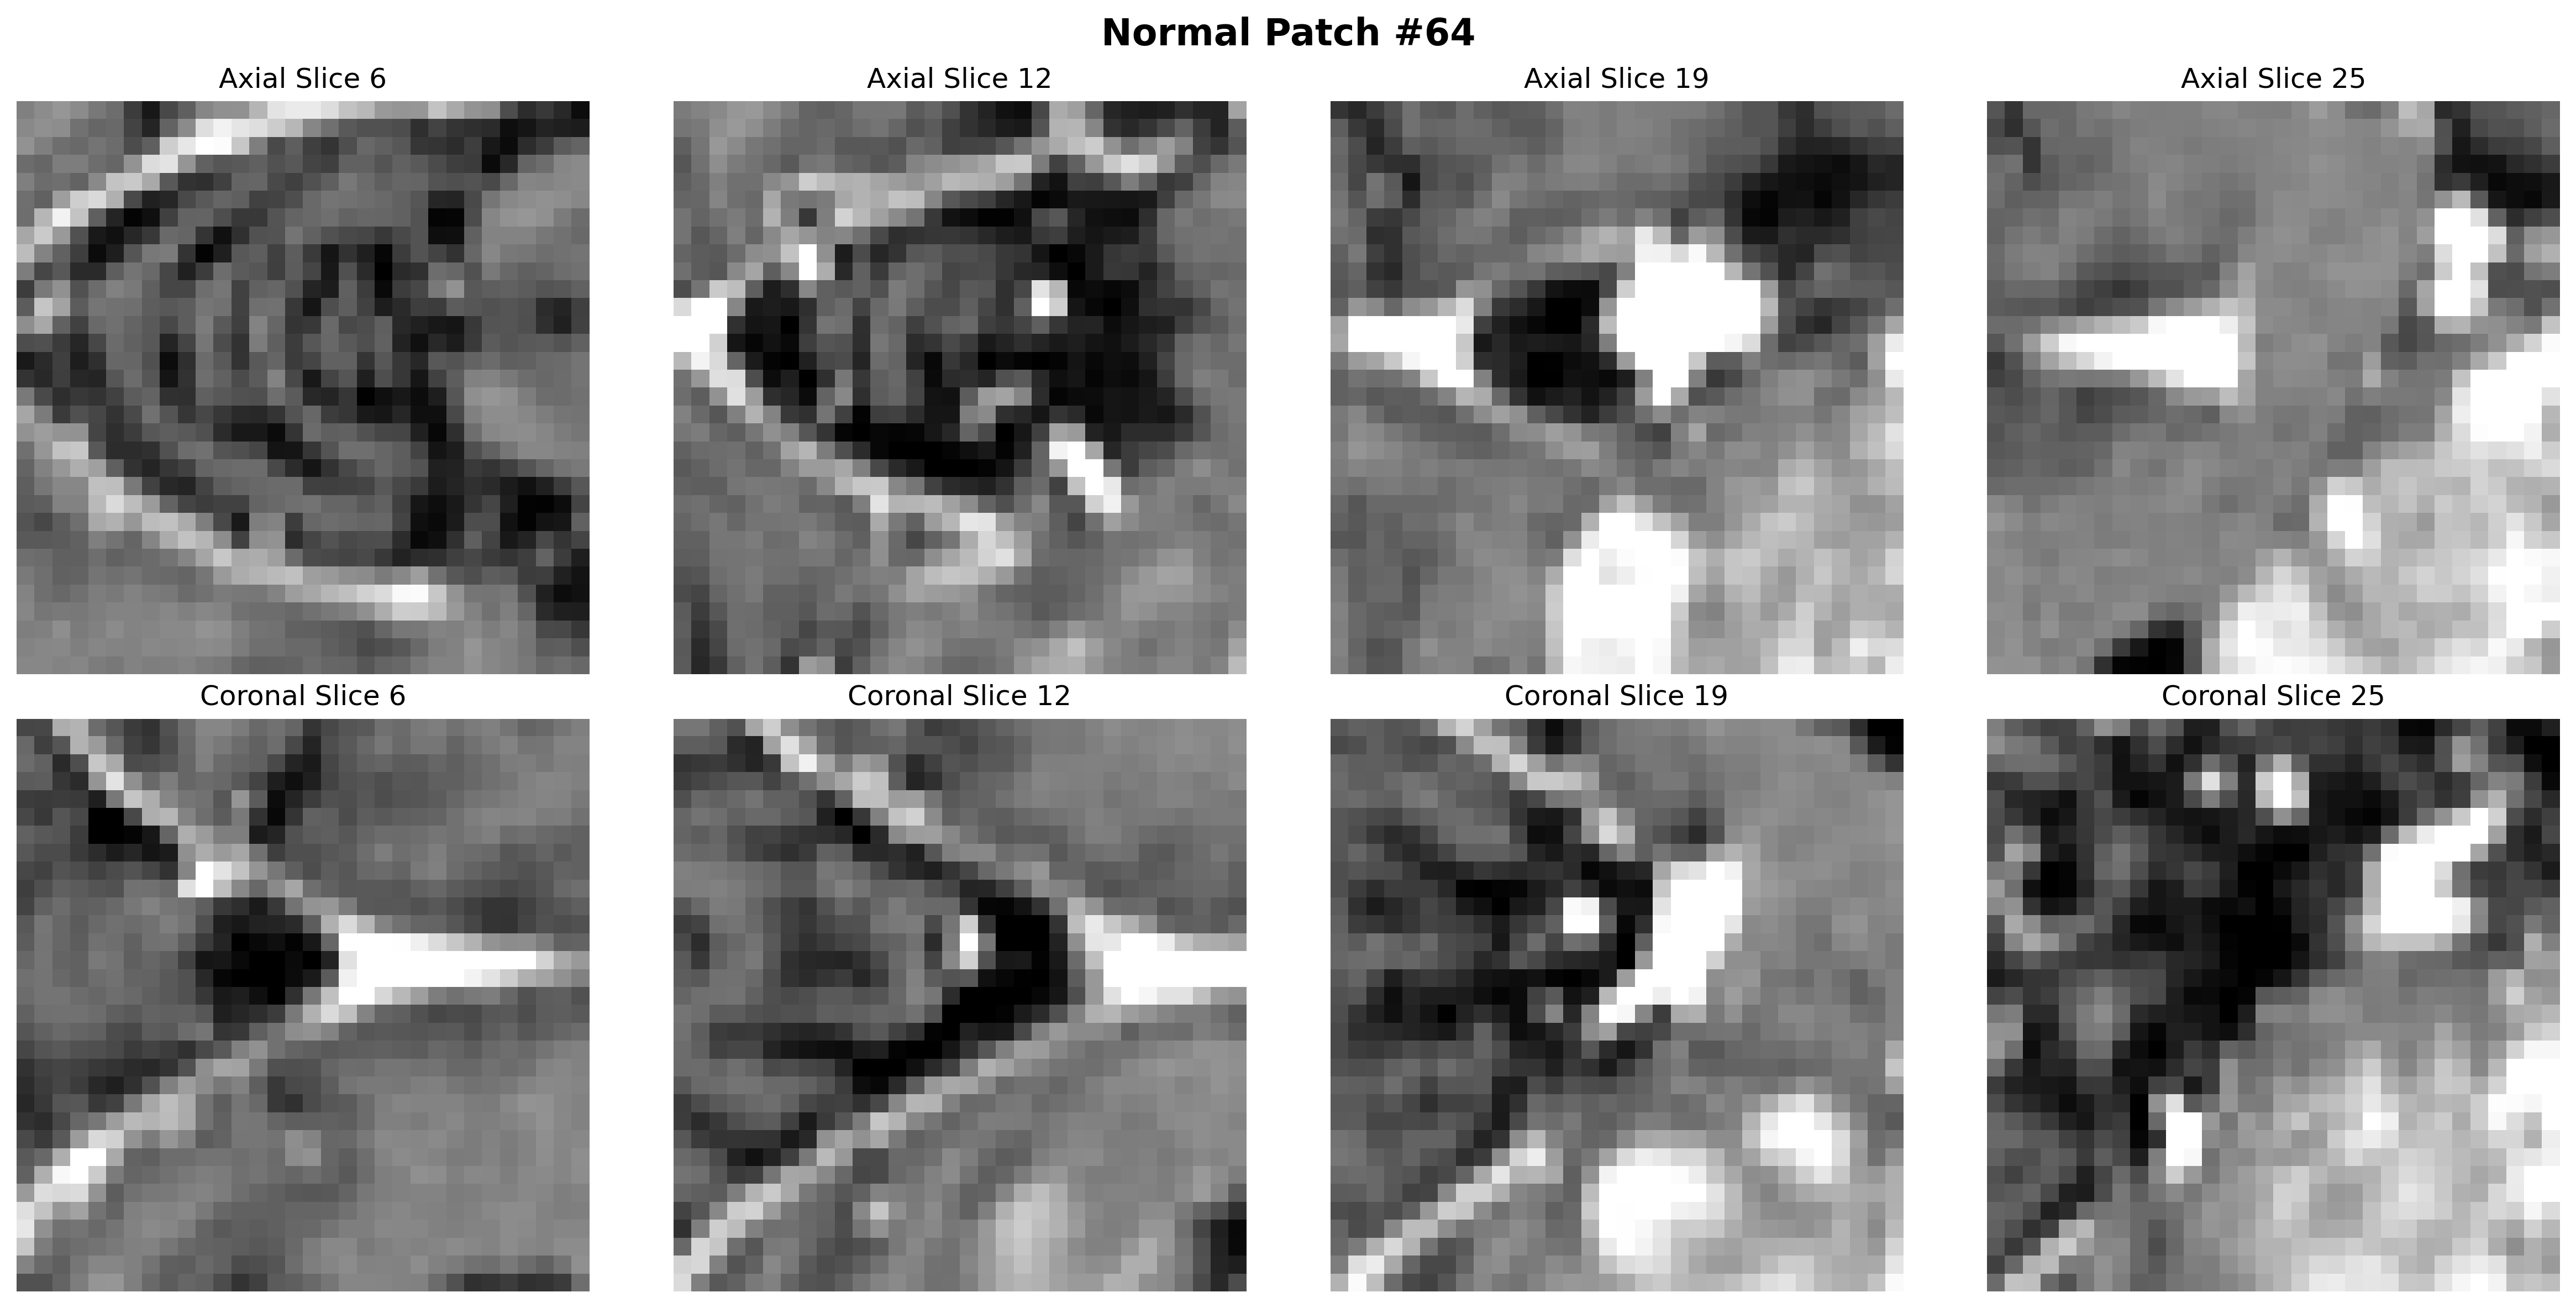 Normal Patch #64
Axial Slice 6
Axial Slice 12
Axial Slice 19
Axial Slice 25
Coronal Slice 6
Coronal Slice 12
Coronal Slice 19
Coronal Slice 25